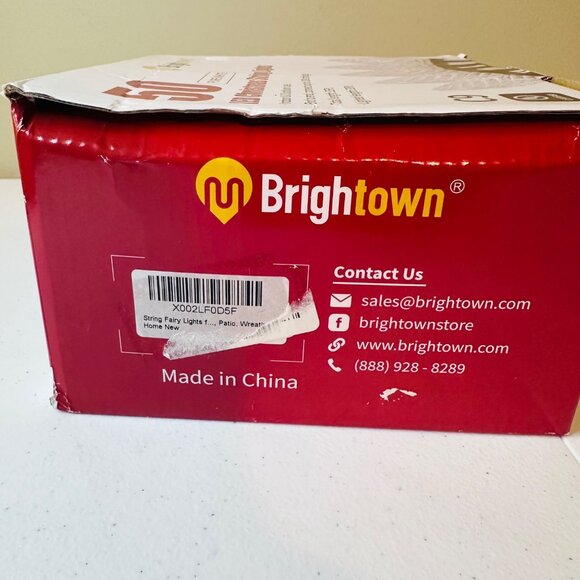 50
Brightown®
X002LF0D5F
String Fairy Lights f..., Patio, Wreath
Home New
Made in China
Contact Us
sales@brightown.com
brightownstore
www.brightown.com
(888) 928 - 8289